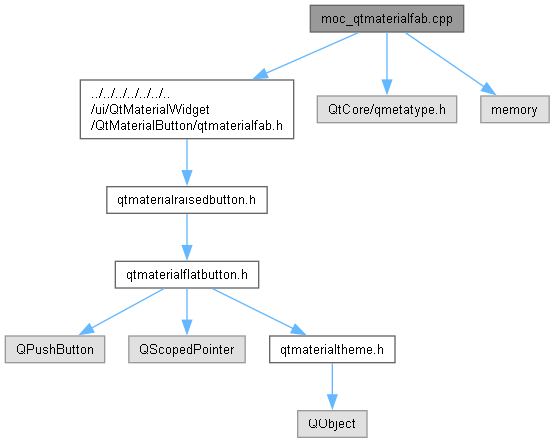 moc_qtmaterialfab.cpp
../../../../../../..
/ui/QtMaterialWidget
/QtMaterialButton/qtmaterialfab.h
QtCore/qmetatype.h
memory
qtmaterialraisedbutton.h
qtmaterialflatbutton.h
QPushButton
QScopedPointer
qtmaterialtheme.h
QObject